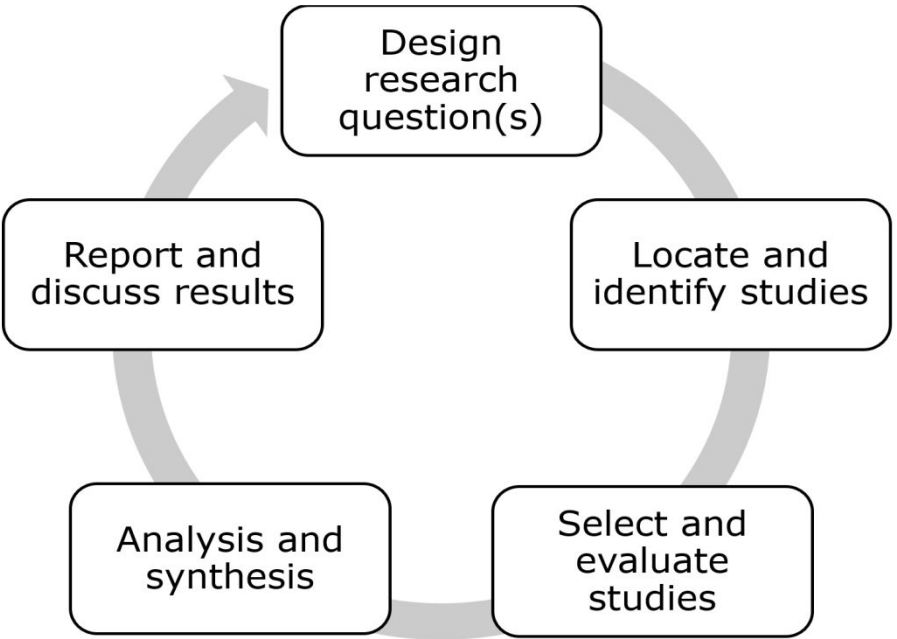 Design
research
question(s)
Locate and
identify studies
Select and
evaluate
studies
Analysis and
synthesis
Report and
discuss results